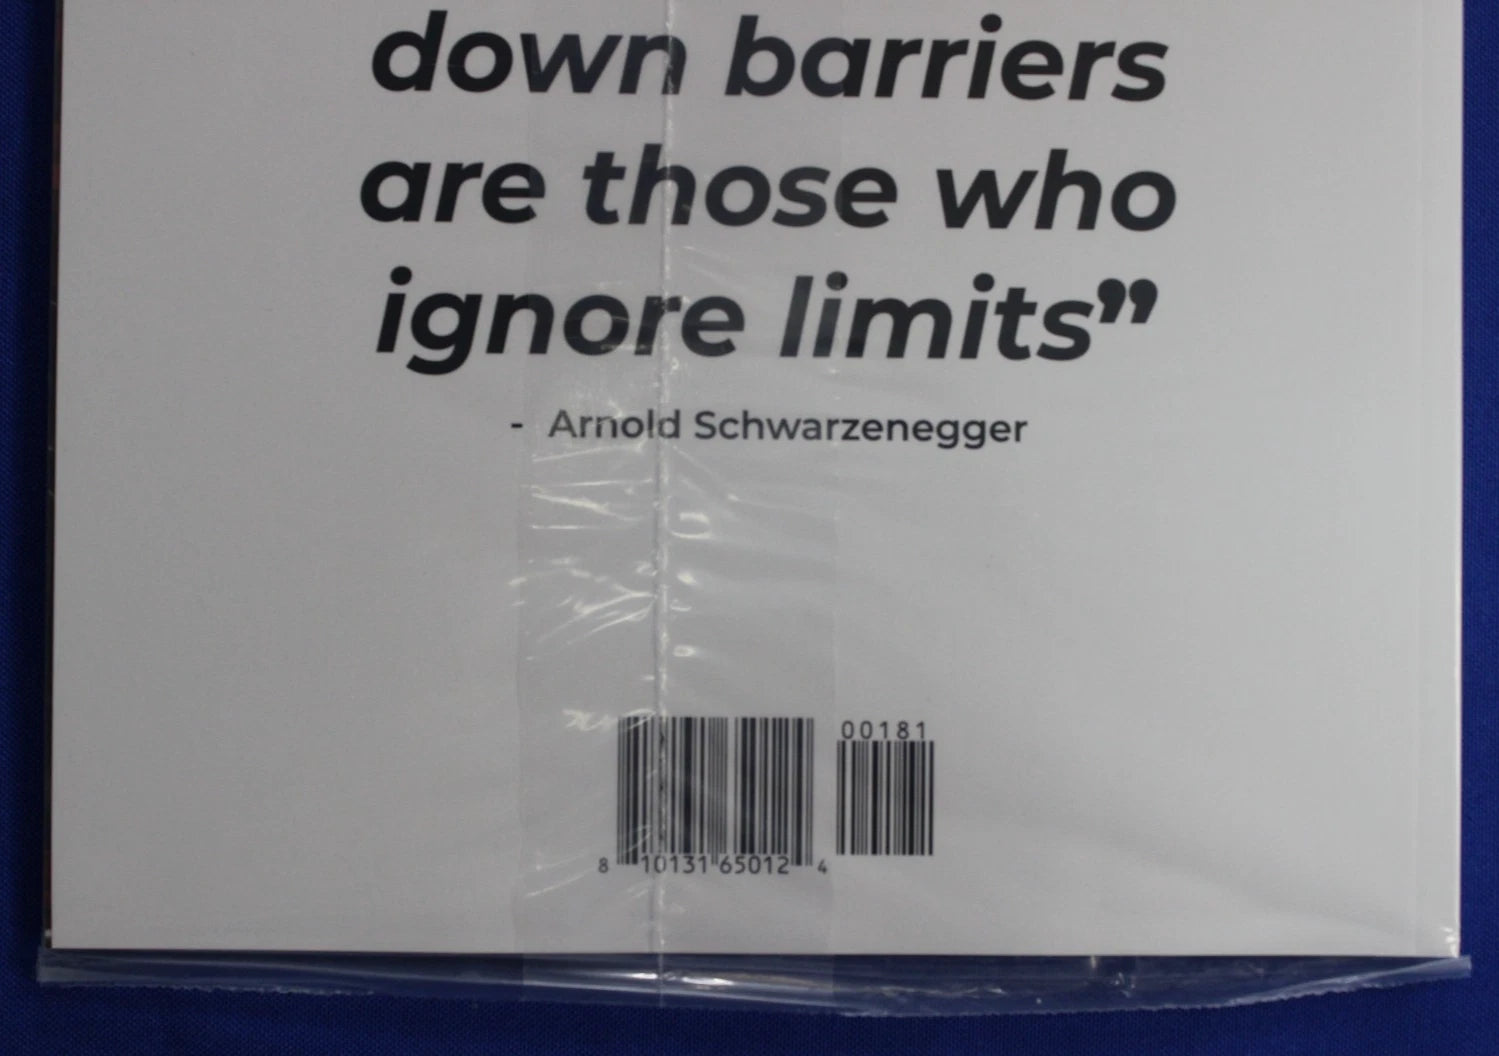 down barriers
are those who
ignore limits”
- Arnold Schwarzenegger
00181
8 10131 65012 4